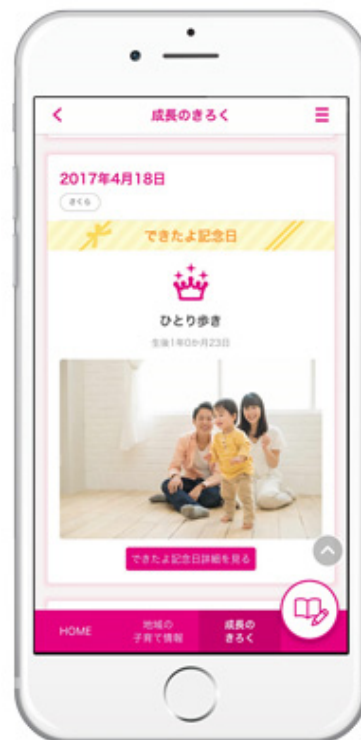 成長のきろく
2017年4月18日
さくら
できたよ記念日
ひとり歩き
生後1年0か月23日
できたよ記念日詳細を見る
HOME
地域の
子育て情報
成長の
きろく